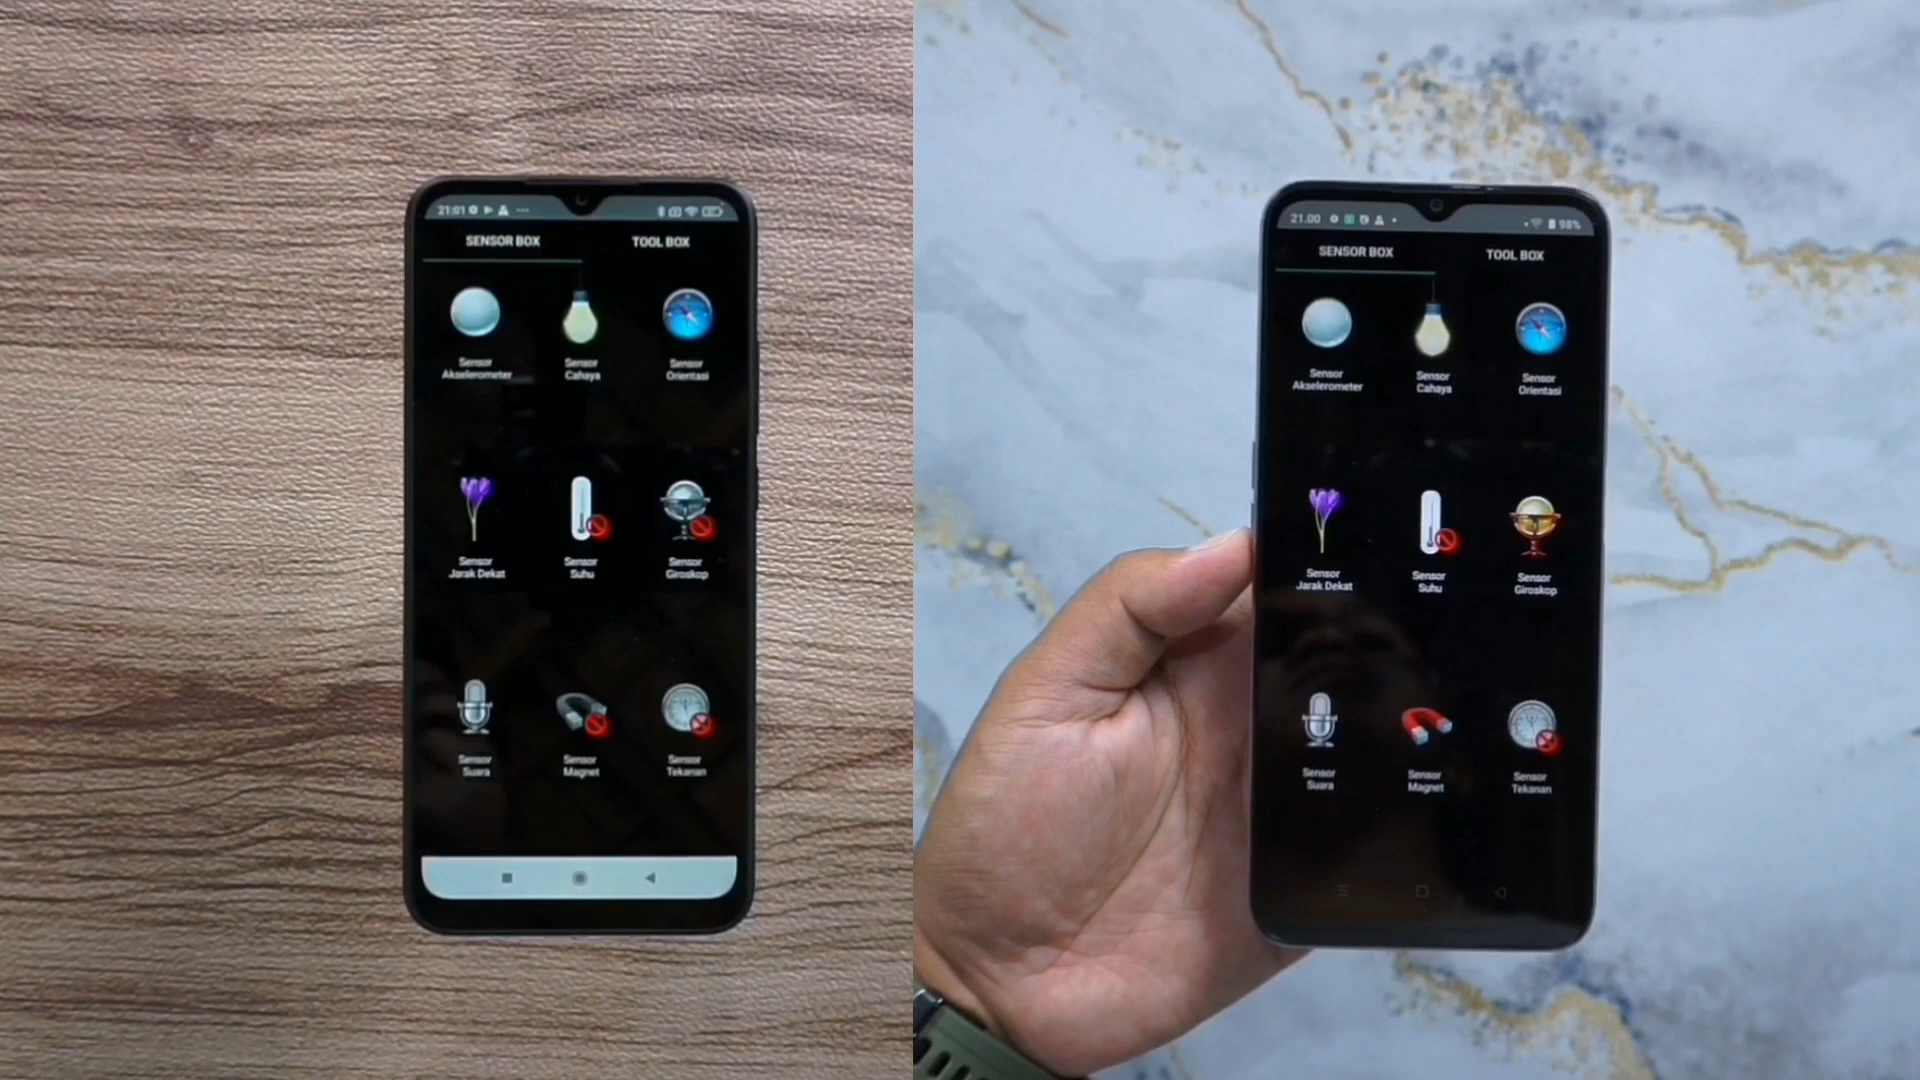 21:01
SENSOR BOX
TOOL BOX
Sensor
Akselerometer
Sensor
Cahaya
Sensor
Orientasi
Sensor
Jarak Dekat
Sensor
Suhu
Sensor
Giroskop
Sensor
Suara
Sensor
Magnet
Sensor
Tekanan
21.00
98%
SENSOR BOX
TOOL BOX
Sensor
Akselerometer
Sensor
Cahaya
Sensor
Orientasi
Sensor
Jarak Dekat
Sensor
Suhu
Sensor
Giroskop
Sensor
Suara
Sensor
Magnet
Sensor
Tekanan